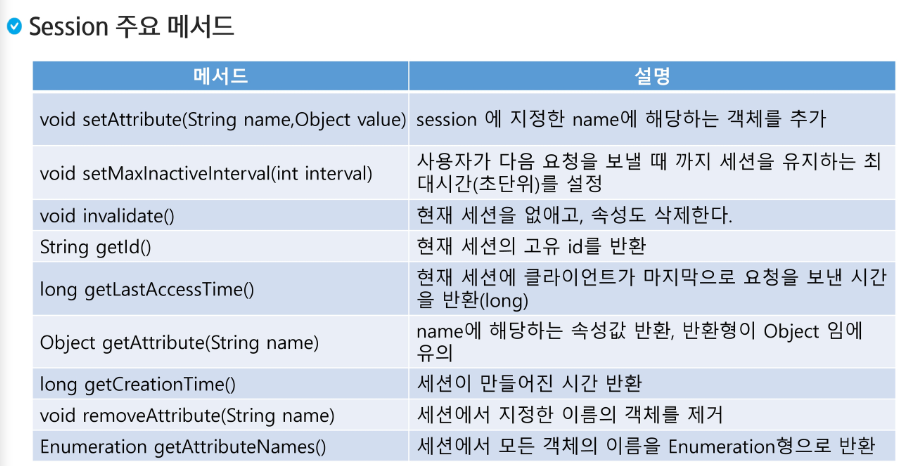 Session 주요 메서드
메서드 설명
void setAttribute(String name,Object value) session 에 지정한 name에 해당하는 객체를 추가
void setMaxInactiveInterval(int interval) 사용자가 다음 요청을 보낼 때 까지 세션을 유지하는 최
대시간(초단위)를 설정
void invalidate() 현재 세션을 없애고, 속성도 삭제한다.
String getId() 현재 세션의 고유 id를 반환
long getLastAccessTime() 현재 세션에 클라이언트가 마지막으로 요청을 보낸 시간
을 반환(long)
Object getAttribute(String name) name에 해당하는 속성값 반환, 반환형이 Object 임에
유의
long getCreationTime() 세션이 만들어진 시간 반환
void removeAttribute(String name) 세션에서 지정한 이름의 객체를 제거
Enumeration getAttributeNames() 세션에서 모든 객체의 이름을 Enumeration형으로 반환